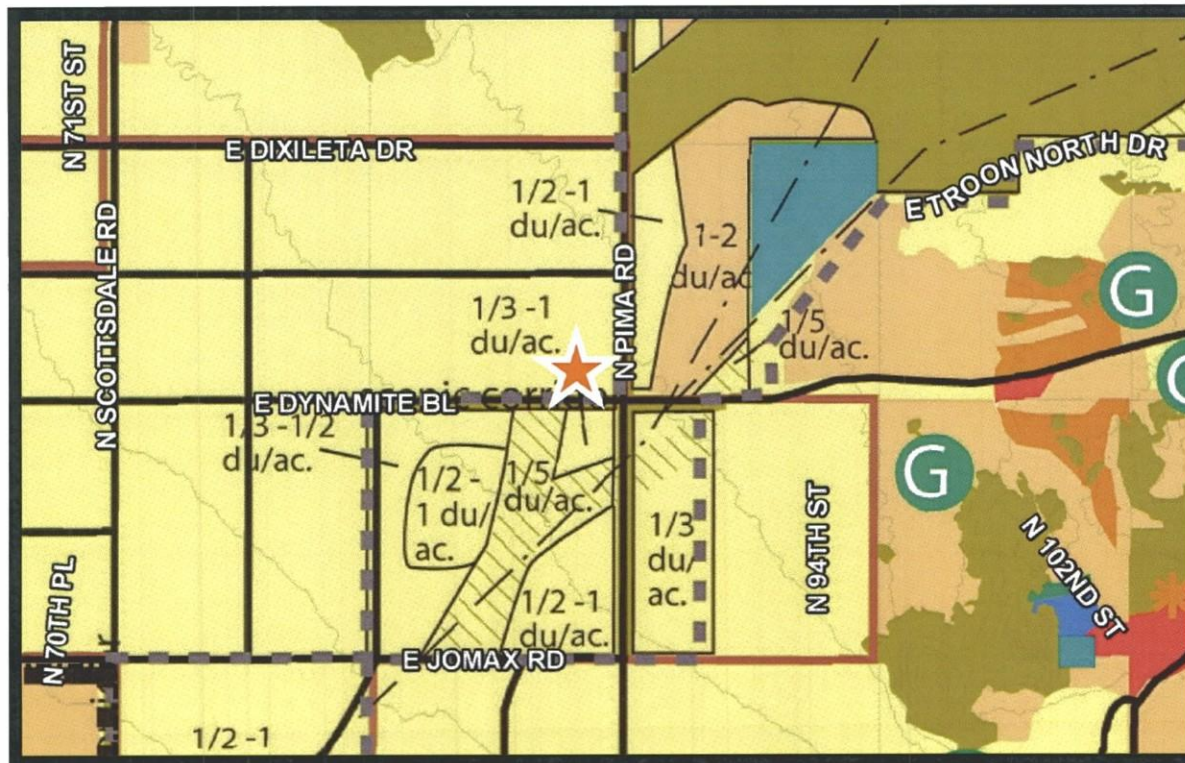 N 71ST ST
E DIXILETA DR
E TROON NORTH DR
1/2 -1
du/ac.
1-2
du/ac
N SCOTTSDALE RD
N PIMA RD
G
1/3 -1
du/ac.
1/5
du/ac.
scenic corr
E DYNAMITE BL
1/3 -1/2
du/ac.
G
1/2 -
1 du/
ac.
1/5
du/ac.
1/3
du/
ac.
N 94TH ST
N 102ND ST
N 70TH PL
1/2 -1
du/ac.
E JOMAX RD
1/2 -1